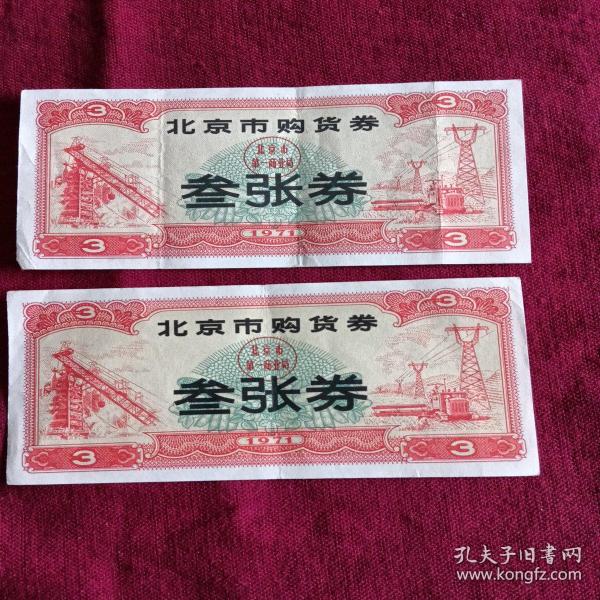 3 3
北京市购货券
北京市
第一商业局
叁张券
3 1971 3
3 3
北京市购货券
北京市
第一商业局
叁张券
3 1971 3
孔夫子旧书网
www.kongfz.com